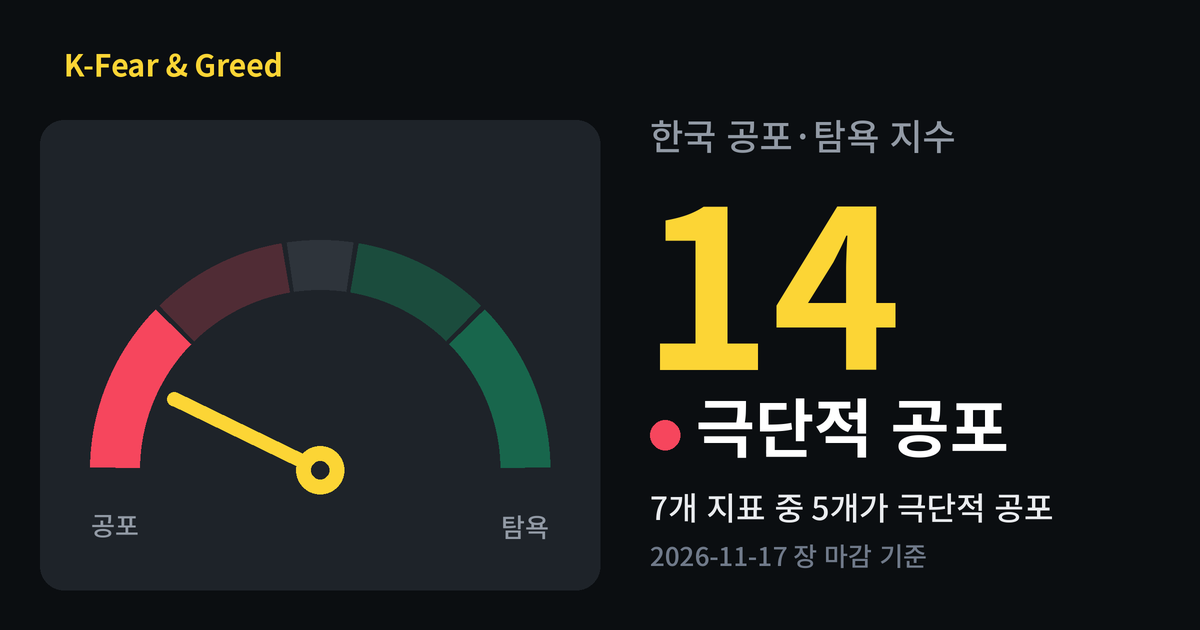 K-Fear & Greed
한국 공포·탐욕 지수
14
극단적 공포
7개 지표 중 5개가 극단적 공포
2026-11-17 장 마감 기준
공포
탐욕